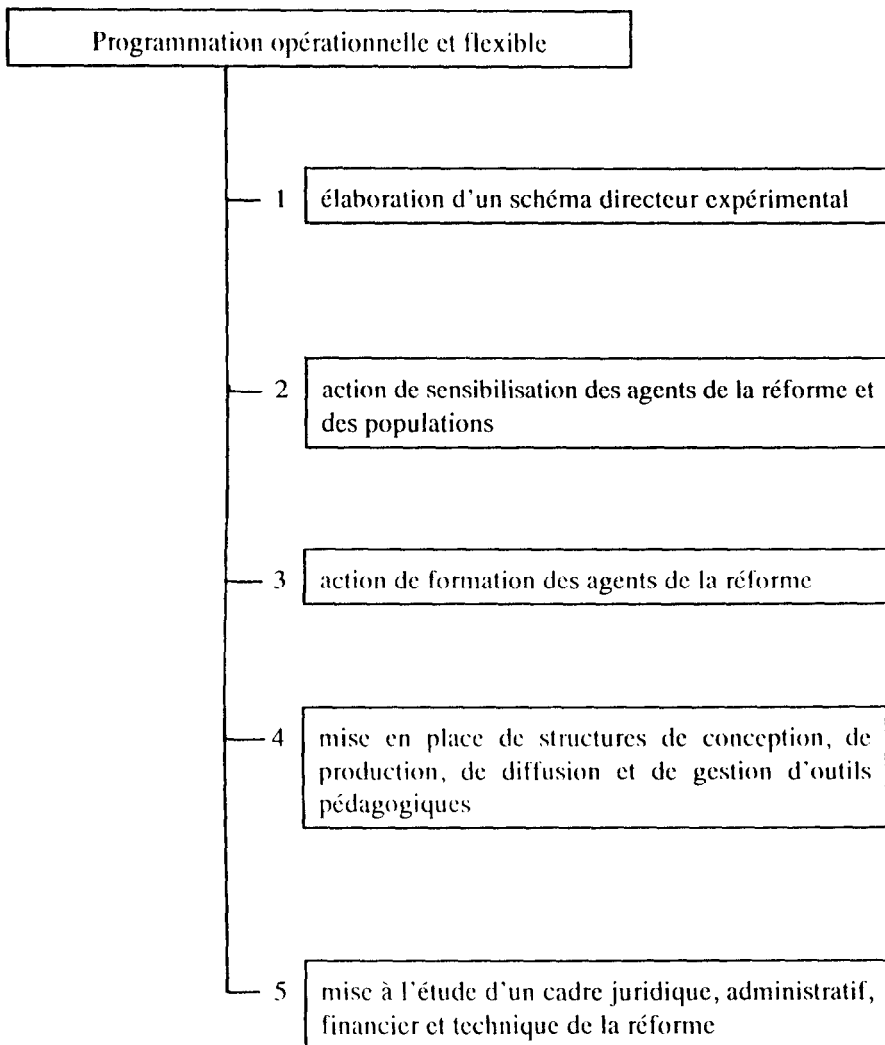 Programmation opérationnelle et flexible
1 élaboration d'un schéma directeur expérimental
2 action de sensibilisation des agents de la réforme et
des populations
3 action de formation des agents de la réforme
4 mise en place de structures de conception, de
production, de diffusion et de gestion d'outils
pédagogiques
5 mise à l'étude d'un cadre juridique, administratif,
financier et technique de la réforme